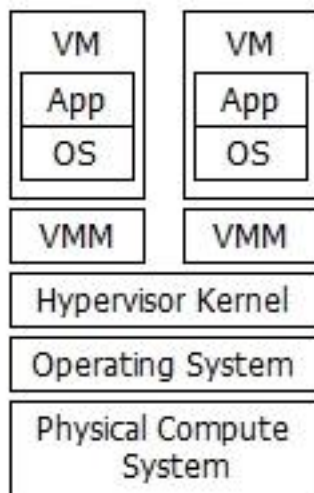 VM VM
App App
OS OS
VMM VMM
Hypervisor Kernel
Operating System
Physical Compute
System